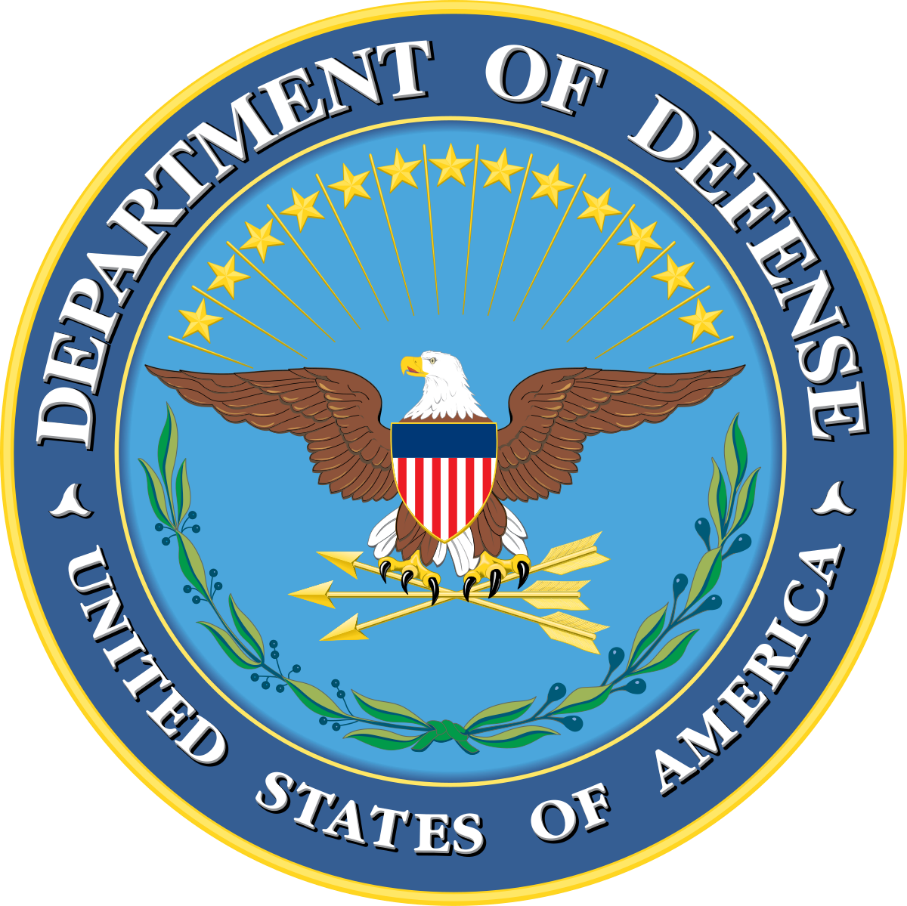 DEPARTMENT OF DEFENSE
UNITED STATES OF AMERICA